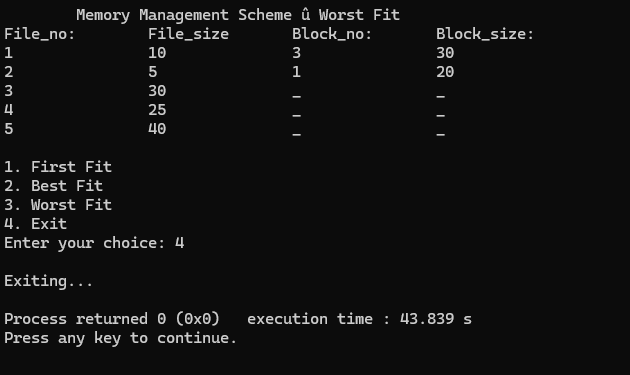 Memory Management Scheme û Worst Fit
File_no: File_size Block_no: Block_size:
1 10 3 30
2 5 1 20
3 30 _ _
4 25 _ _
5 40 _ _
1. First Fit
2. Best Fit
3. Worst Fit
4. Exit
Enter your choice: 4
Exiting...
Process returned 0 (0x0) execution time : 43.839 s
Press any key to continue.